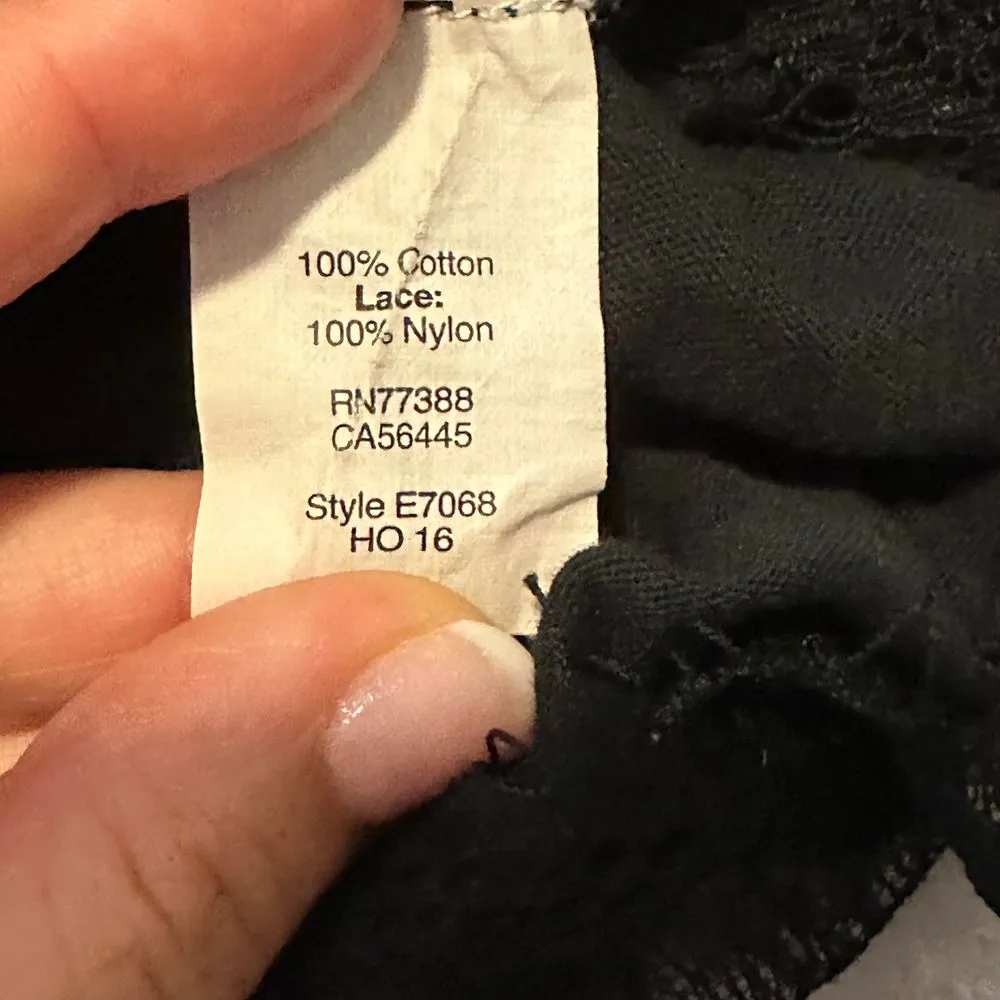 100% Cotton
Lace:
100% Nylon
RN77388
CA56445
Style E7068
HO 16